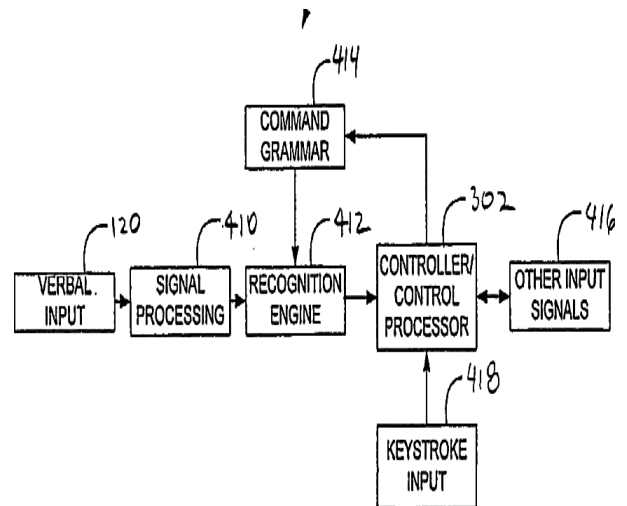 414
COMMAND
GRAMMAR
120
410
412
302
416
VERBAL
INPUT
SIGNAL
PROCESSING
RECOGNITION
ENGINE
CONTROLLER/
CONTROL
PROCESSOR
OTHER INPUT
SIGNALS
418
KEYSTROKE
INPUT